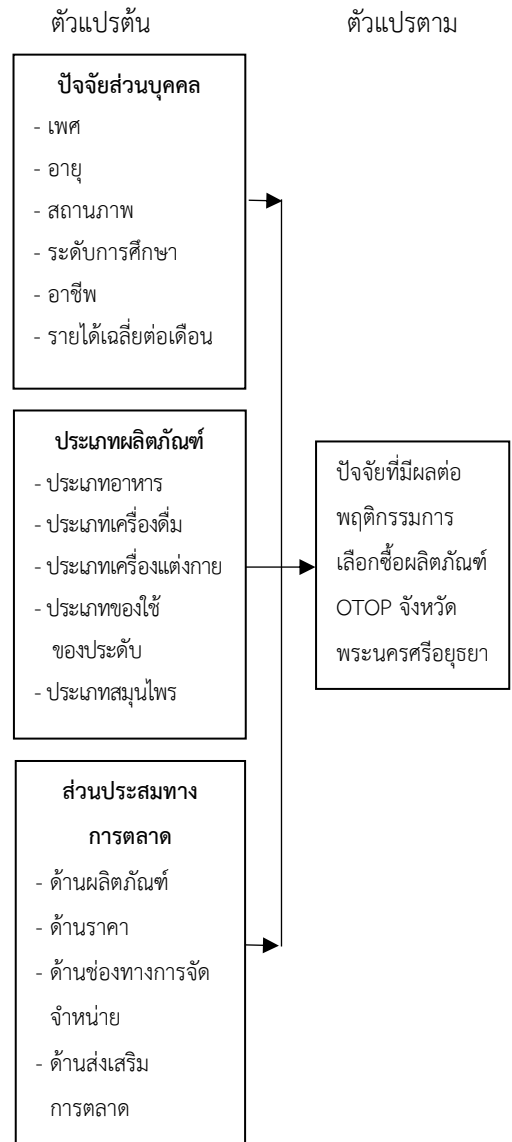 ตัวแปรต้น ตัวแปรตาม
ปัจจัยส่วนบุคคล
- เพศ
- อายุ
- สถานภาพ
- ระดับการศึกษา
- อาชีพ
- รายได้เฉลี่ยต่อเดือน
ประเภทผลิตภัณฑ์
- ประเภทอาหาร
- ประเภทเครื่องดื่ม
- ประเภทเครื่องแต่งกาย
- ประเภทของใช้
ของประดับ
- ประเภทสมุนไพร
ปัจจัยที่มีผลต่อ
พฤติกรรมการ
เลือกซื้อผลิตภัณฑ์
OTOP จังหวัด
พระนครศรีอยุธยา
ส่วนประสมทาง
การตลาด
- ด้านผลิตภัณฑ์
- ด้านราคา
- ด้านช่องทางการจัด
จำหน่าย
- ด้านส่งเสริม
การตลาด